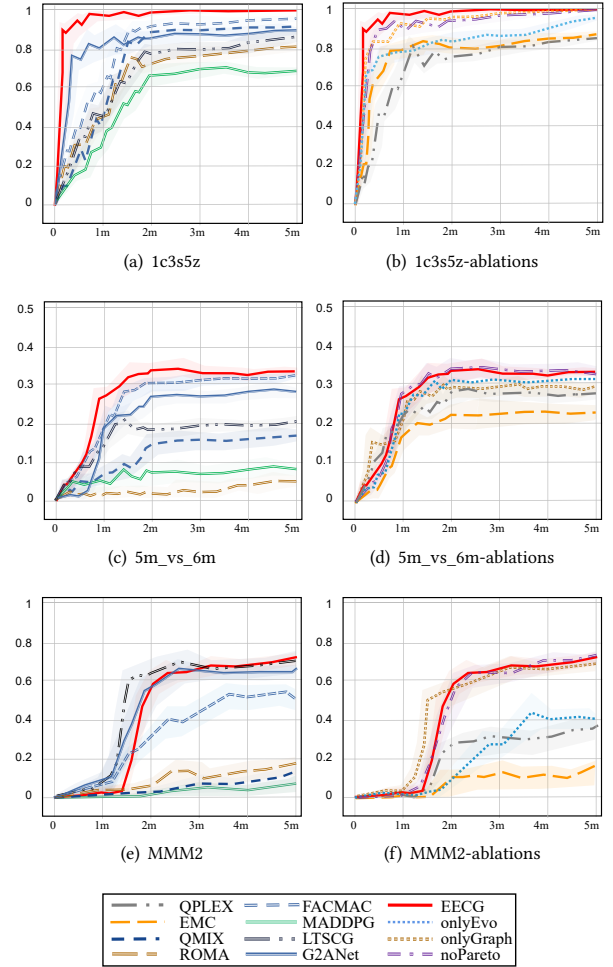 1
0.8
0.6
0.4
0.2
0
0 1m 2m 3m 4m 5m
(a) 1c3s5z
1
0.8
0.6
0.4
0.2
0
0 1m 2m 3m 4m 5m
(b) 1c3s5z-ablations
0.5
0.4
0.3
0.2
0.1
0
0 1m 2m 3m 4m 5m
(c) 5m_vs_6m
0.5
0.4
0.3
0.2
0.1
0
0 1m 2m 3m 4m 5m
(d) 5m_vs_6m-ablations
1
0.8
0.6
0.4
0.2
0
0 1m 2m 3m 4m 5m
(e) MMM2
1
0.8
0.6
0.4
0.2
0
0 1m 2m 3m 4m 5m
(f) MMM2-ablations
QPLEX FACMAC EECG
EMC MADDPG onlyEvo
QMIX LTSCG onlyGraph
ROMA G2ANet noPareto